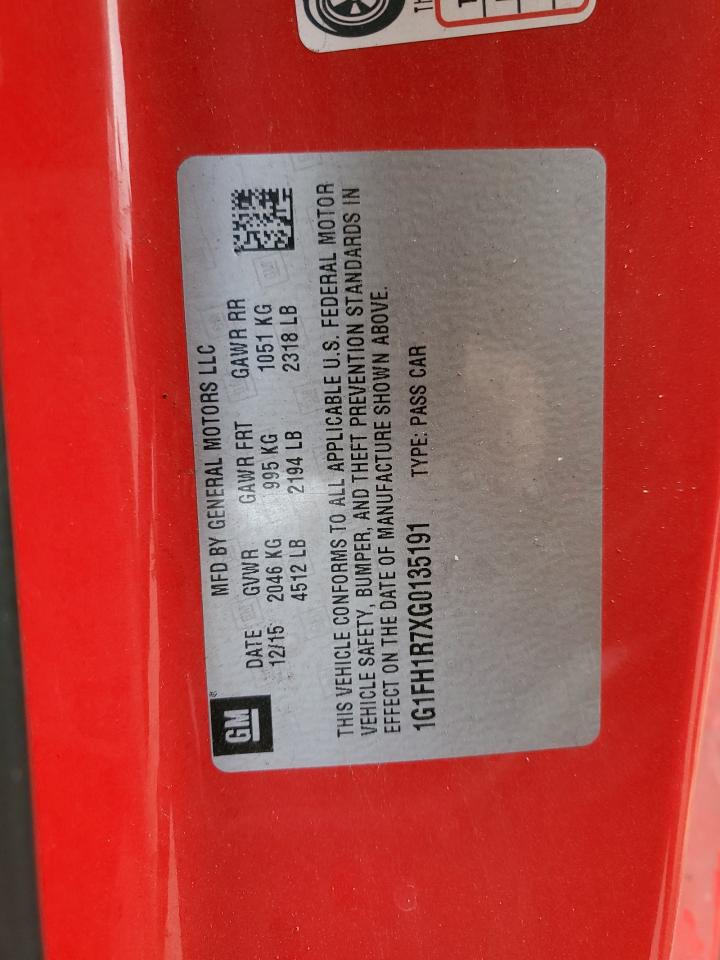 GM®
MFD BY GENERAL MOTORS LLC
DATE GVWR GAWR FRT GAWR RR
12/15 2046 KG 995 KG 1051 KG
4512 LB 2194 LB 2318 LB
THIS VEHICLE CONFORMS TO ALL APPLICABLE U.S. FEDERAL MOTOR
VEHICLE SAFETY, BUMPER, AND THEFT PREVENTION STANDARDS IN
EFFECT ON THE DATE OF MANUFACTURE SHOWN ABOVE.
1G1FH1R7XG0135191 TYPE: PASS CAR